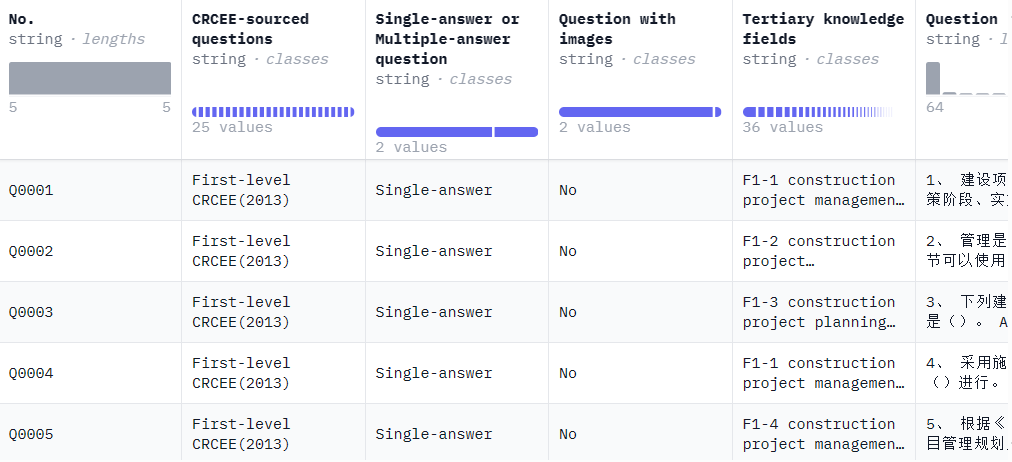 No.
string · lengths
5 5
CRCEE-sourced
questions
string · classes
25 values
Single-answer or
Multiple-answer
question
string · classes
2 values
Question with
images
string · classes
2 values
Tertiary knowledge
fields
string · classes
36 values
Question
string · l
64
Q0001
First-level
CRCEE(2013)
Single-answer
No
F1-1 construction
project managemen…
1、 建设项
策阶段、实
Q0002
First-level
CRCEE(2013)
Single-answer
No
F1-2 construction
project…
2、 管理是
节可以使用
Q0003
First-level
CRCEE(2013)
Single-answer
No
F1-3 construction
project planning…
3、 下列建
是（）。 A
Q0004
First-level
CRCEE(2013)
Single-answer
No
F1-1 construction
project managemen…
4、 采用施
（）进行。
Q0005
First-level
CRCEE(2013)
Single-answer
No
F1-4 construction
project managemen…
5、 根据《
目管理规划